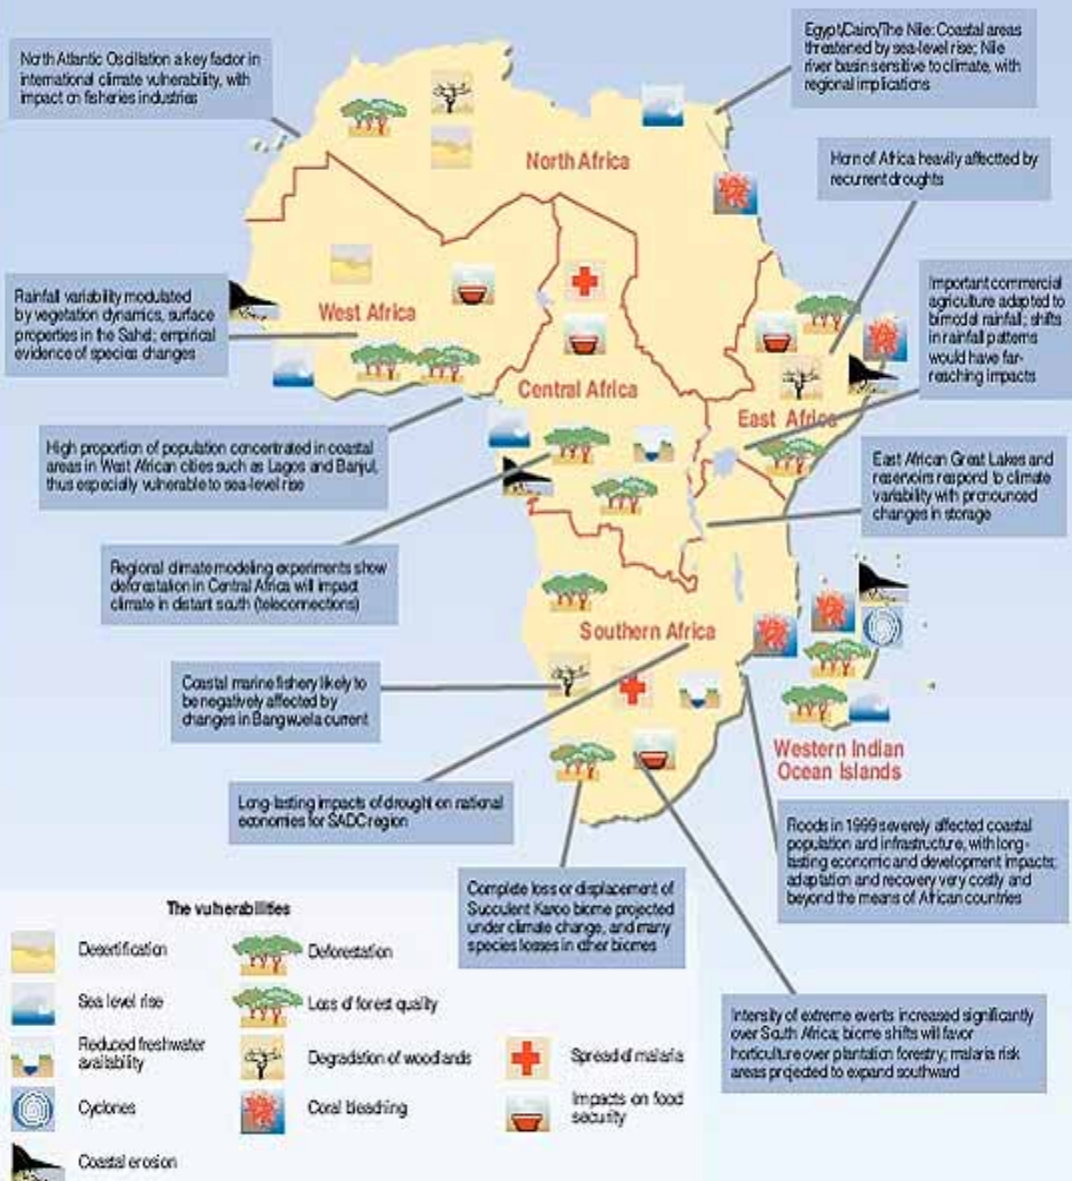 North Atlantic Oscillation a key factor in
international climate vulnerability, with
impact on fisheries industries
Egypt/Cairo/The Nile: Coastal areas
threatened by sea-level rise; Nile
river basin sensitive to climate, with
regional implications
North Africa
Horn of Africa heavily affectted by
recurrent droughts
Rainfall variability modulated
by vegetation dynamics, surface
properties in the Sahel; empirical
evidence of species changes
West Africa
Important commercial
agriculture adapted to
bimodal rainfall; shifts
in rainfall patterns
would have far-
reaching impacts
Central Africa
East Africa
High proportion of population concentrated in coastal
areas in West African cities such as Lagos and Banjul,
thus especially vulnerable to sea-level rise
East African Great Lakes and
reservoirs respond to climate
variability with pronounced
changes in storage
Regional climate modeling experiments show
deforestation in Central Africa will impact
climate in distant south (teleconnections)
Southern Africa
Coastal marine fishery likely to
be negatively affected by
changes in Bangwuela current
Western Indian
Ocean Islands
Long-lasting impacts of drought on national
economies for SADC region
Floods in 1999 severely affected coastal
population and infrastructure, with long-
lasting economic and development impacts;
adaptation and recovery very costly and
beyond the means of African countries
Complete loss or displacement of
Succulent Karoo biome projected
under climate change, and many
species losses in other biomes
Intensity of extreme events increased significantly
over South Africa; biome shifts will favor
horticulture over plantation forestry; malaria risk
areas projected to expand southward
The vulnerabilities
Desertification
Sea level rise
Reduced freshwater
availability
Cyclones
Coastal erosion
Deforestation
Loss of forest quality
Degradation of woodlands
Coral bleaching
Spread of malaria
Impacts on food
security